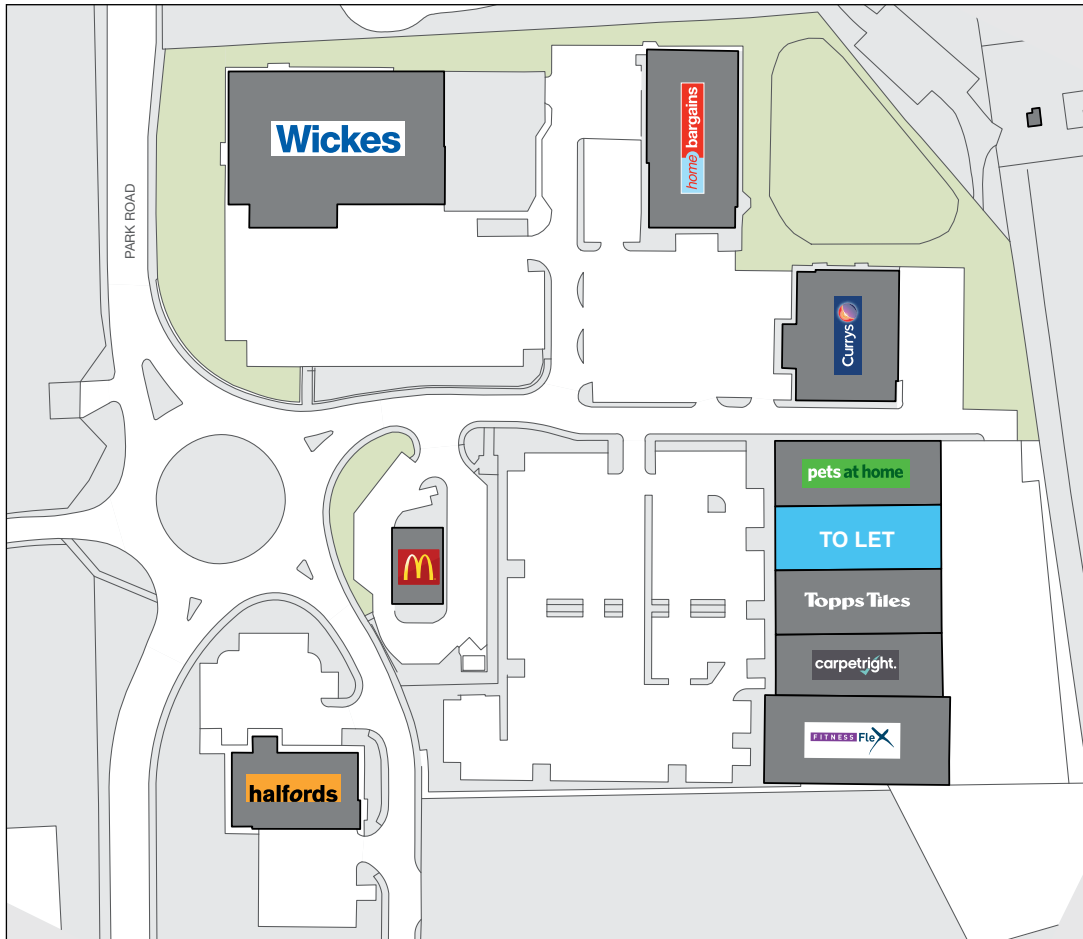 Wickes
home bargains
PARK ROAD
Currys
pets at home
TO LET
Topps Tiles
carpetright.
FITNESS FleX
halfords